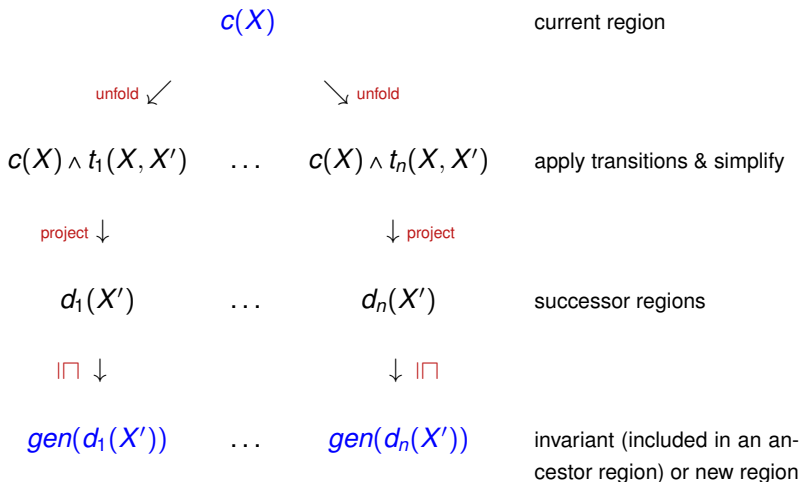 c(X) current region
unfold ↙ ↘ unfold
c(X) ∧ t₁(X, X′) … c(X) ∧ tₙ(X, X′) apply transitions & simplify
project ↓ ↓ project
d₁(X′) … dₙ(X′) successor regions
|⊓ ↓ ↓ |⊓
gen(d₁(X′)) … gen(dₙ(X′)) invariant (included in an an-
cestor region) or new region